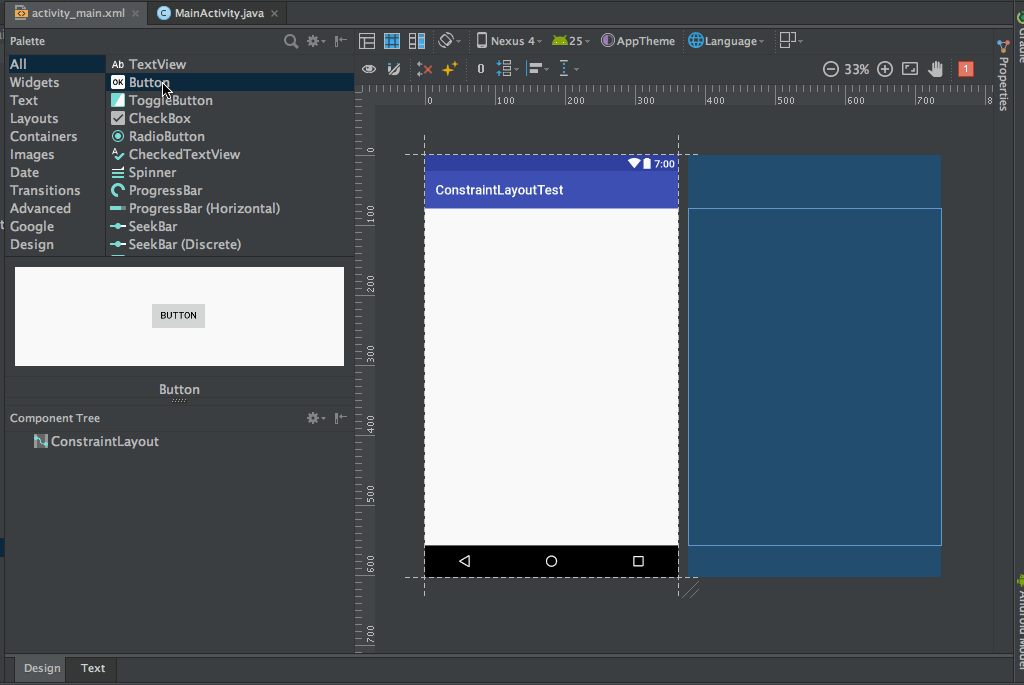 activity_main.xml
MainActivity.java
Palette
Nexus 4
25
AppTheme
Language
All
Widgets
Text
Layouts
Containers
Images
Date
Transitions
Advanced
Google
Design
Ab TextView
OK Button
ToggleButton
CheckBox
RadioButton
CheckedTextView
Spinner
ProgressBar
ProgressBar (Horizontal)
SeekBar
SeekBar (Discrete)
BUTTON
Button
Component Tree
ConstraintLayout
0
33%
1
0 100 200 300 400 500 600 700 8
0
100
200
300
400
500
600
700
7:00
ConstraintLayoutTest
Gradle
Properties
Android Model
Design
Text